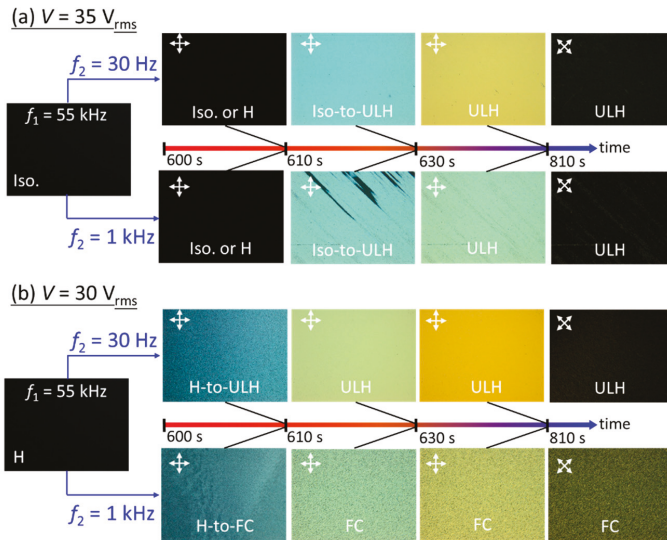 (a) V = 35 Vrms
f2 = 30 Hz
f1 = 55 kHz
Iso.
f2 = 1 kHz
Iso. or H
Iso-to-ULH
ULH
ULH
600 s
610 s
630 s
810 s
time
Iso. or H
Iso-to-ULH
ULH
ULH
(b) V = 30 Vrms
f2 = 30 Hz
f1 = 55 kHz
H
f2 = 1 kHz
H-to-ULH
ULH
ULH
ULH
600 s
610 s
630 s
810 s
time
H-to-FC
FC
FC
FC